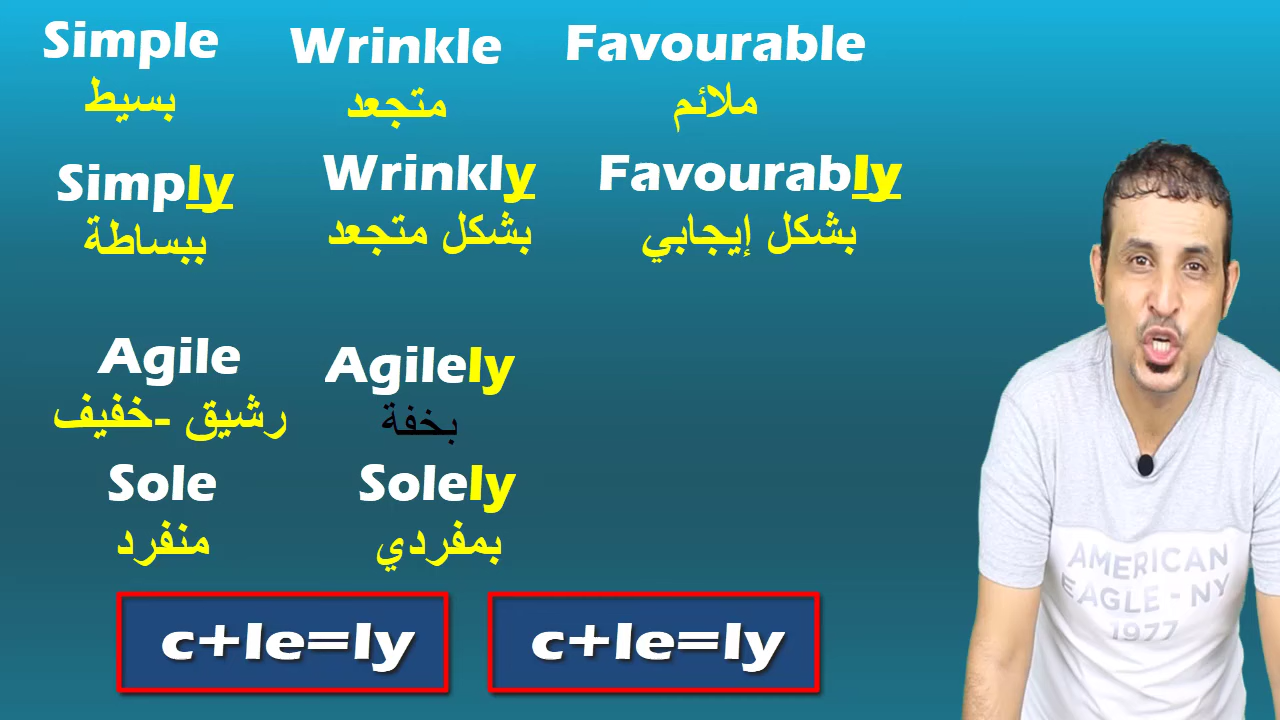 Simple Wrinkle Favourable
بسيط متجعد ملائم
Simply Wrinkly Favourably
ببساطة بشكل متجعد بشكل إيجابي
Agile Agilely
رشيق -خفيف بخفة
Sole Solely
منفرد بمفردي
c+le=ly c+le=ly
AMERICAN
EAGLE - NY
1977